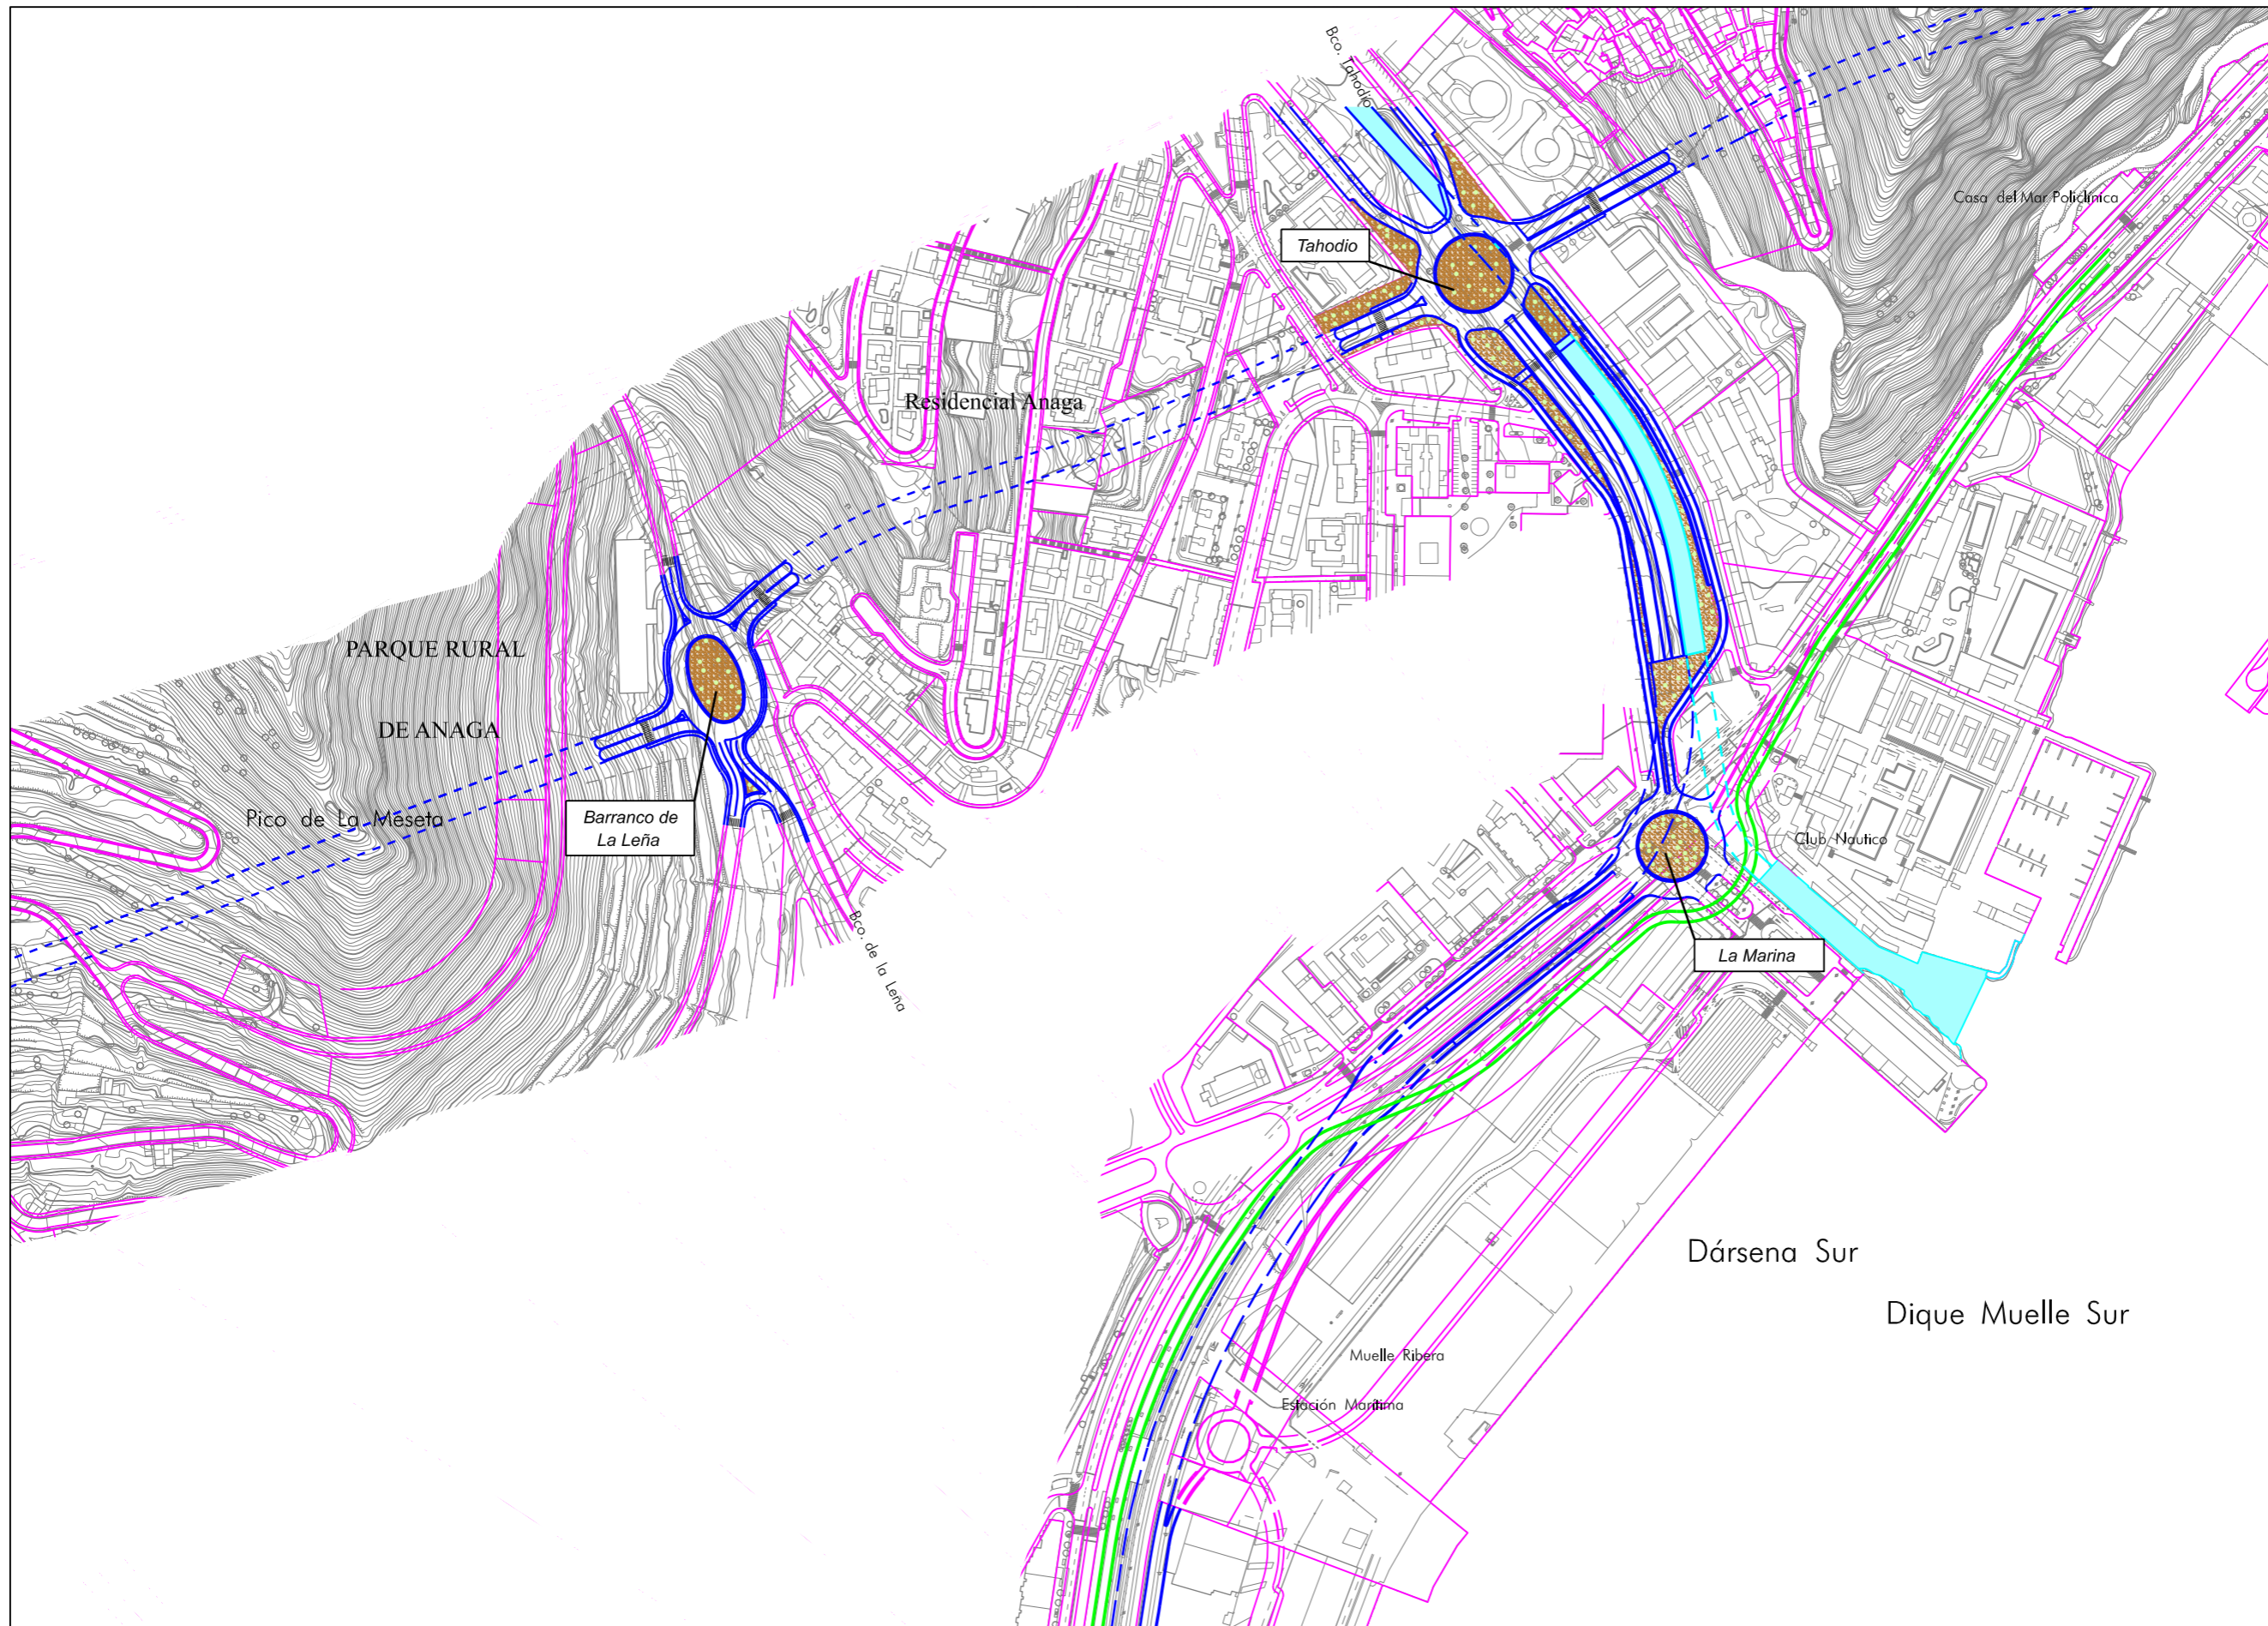 Bco. Tahodio
Casa del Mar Policlínica
Tahodio
Residencial Anaga
PARQUE RURAL
DE ANAGA
Pico de La Meseta
Barranco de
La Leña
Club Nautico
Bco. de la Leña
La Marina
Dársena Sur
Dique Muelle Sur
Muelle Ribera
Estación Marítima